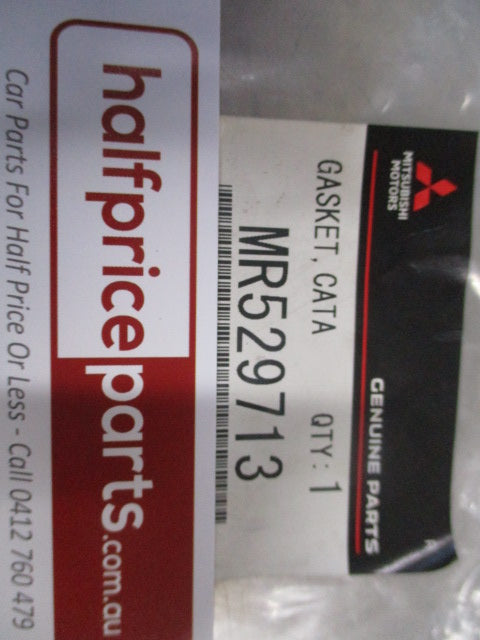 MITSUBISHI
MOTORS
GENUINE PARTS
GASKET, CATA QTY: 1
MR529713
halfpriceparts.com.au
Car Parts For Half Price Or Less - Call 0412 760 479